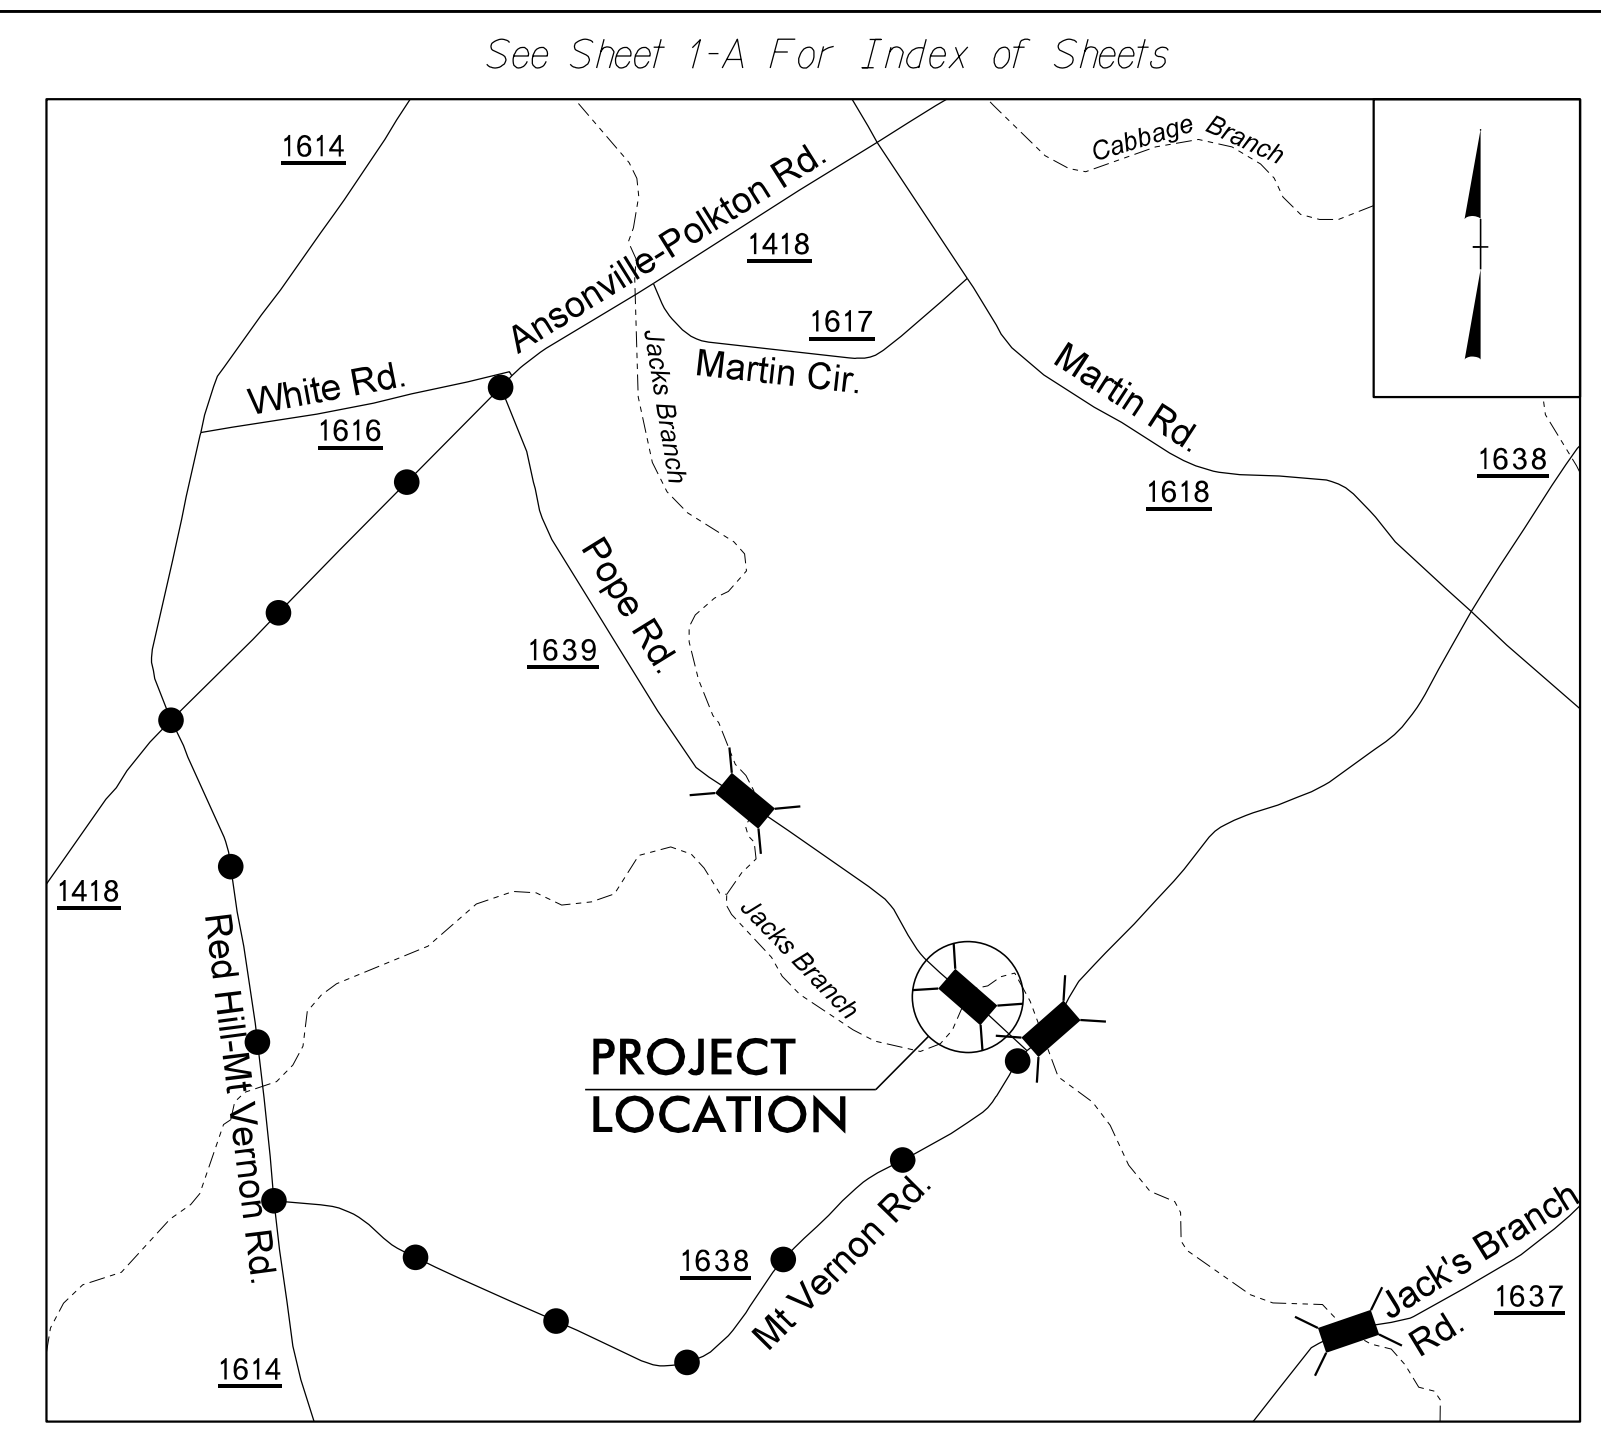 See Sheet 1-A For Index of Sheets
1614
Cabbage Branch
Ansonville-Polkton Rd.
1418
1617
Martin Cir.
Jacks Branch
White Rd.
1616
Martin Rd.
1618
1638
Pope Rd.
1639
1418
Red Hill-Mt Vernon Rd.
Jacks Branch
PROJECT
LOCATION
1638
Mt Vernon Rd.
Jack's Branch
Rd.
1637
1614